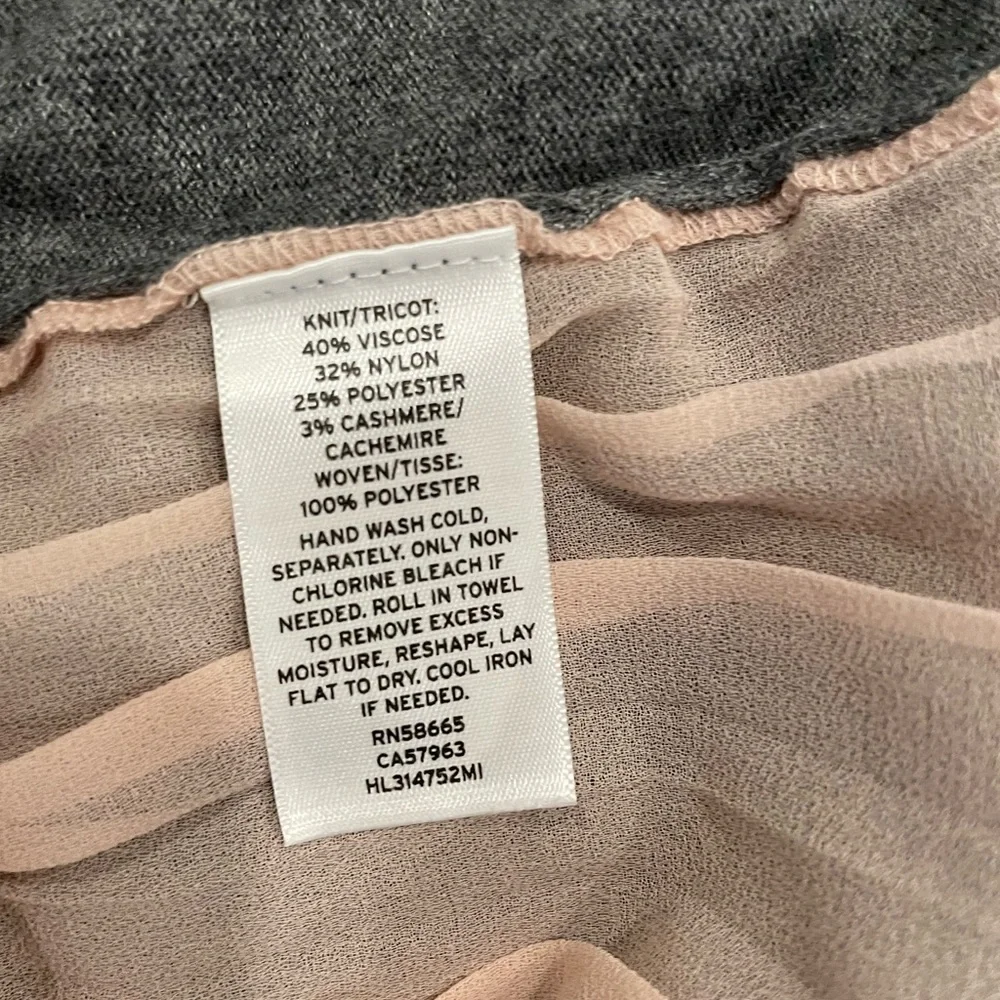 KNIT/TRICOT:
40% VISCOSE
32% NYLON
25% POLYESTER
3% CASHMERE/
CACHEMIRE
WOVEN/TISSE:
100% POLYESTER
HAND WASH COLD,
SEPARATELY. ONLY NON-
CHLORINE BLEACH IF
NEEDED. ROLL IN TOWEL
TO REMOVE EXCESS
MOISTURE, RESHAPE, LAY
FLAT TO DRY. COOL IRON
IF NEEDED.
RN58665
CA57963
HL314752MI